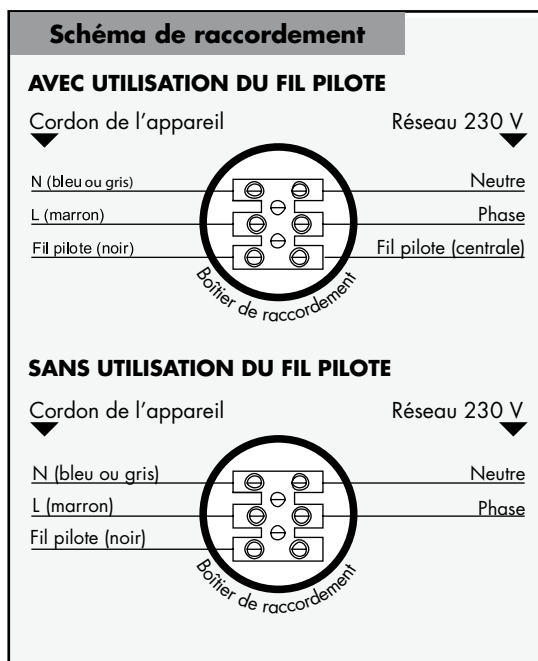 Schéma de raccordement
AVEC UTILISATION DU FIL PILOTE
Cordon de l'appareil Réseau 230 V
N (bleu ou gris) Neutre
L (marron) Phase
Fil pilote (noir) Fil pilote (centrale)
Boîtier de raccordement
SANS UTILISATION DU FIL PILOTE
Cordon de l'appareil Réseau 230 V
N (bleu ou gris) Neutre
L (marron) Phase
Fil pilote (noir)
Boîtier de raccordement